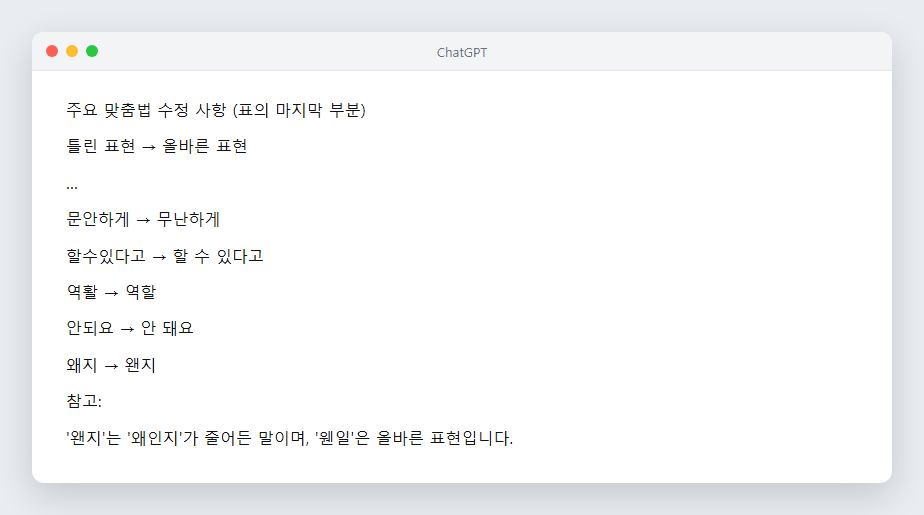 ChatGPT
주요 맞춤법 수정 사항 (표의 마지막 부분)
틀린 표현 → 올바른 표현
...
문안하게 → 무난하게
할수있다고 → 할 수 있다고
역활 → 역할
안되요 → 안 돼요
왜지 → 왠지
참고:
'왠지'는 '왜인지'가 줄어든 말이며, '웬일'은 올바른 표현입니다.